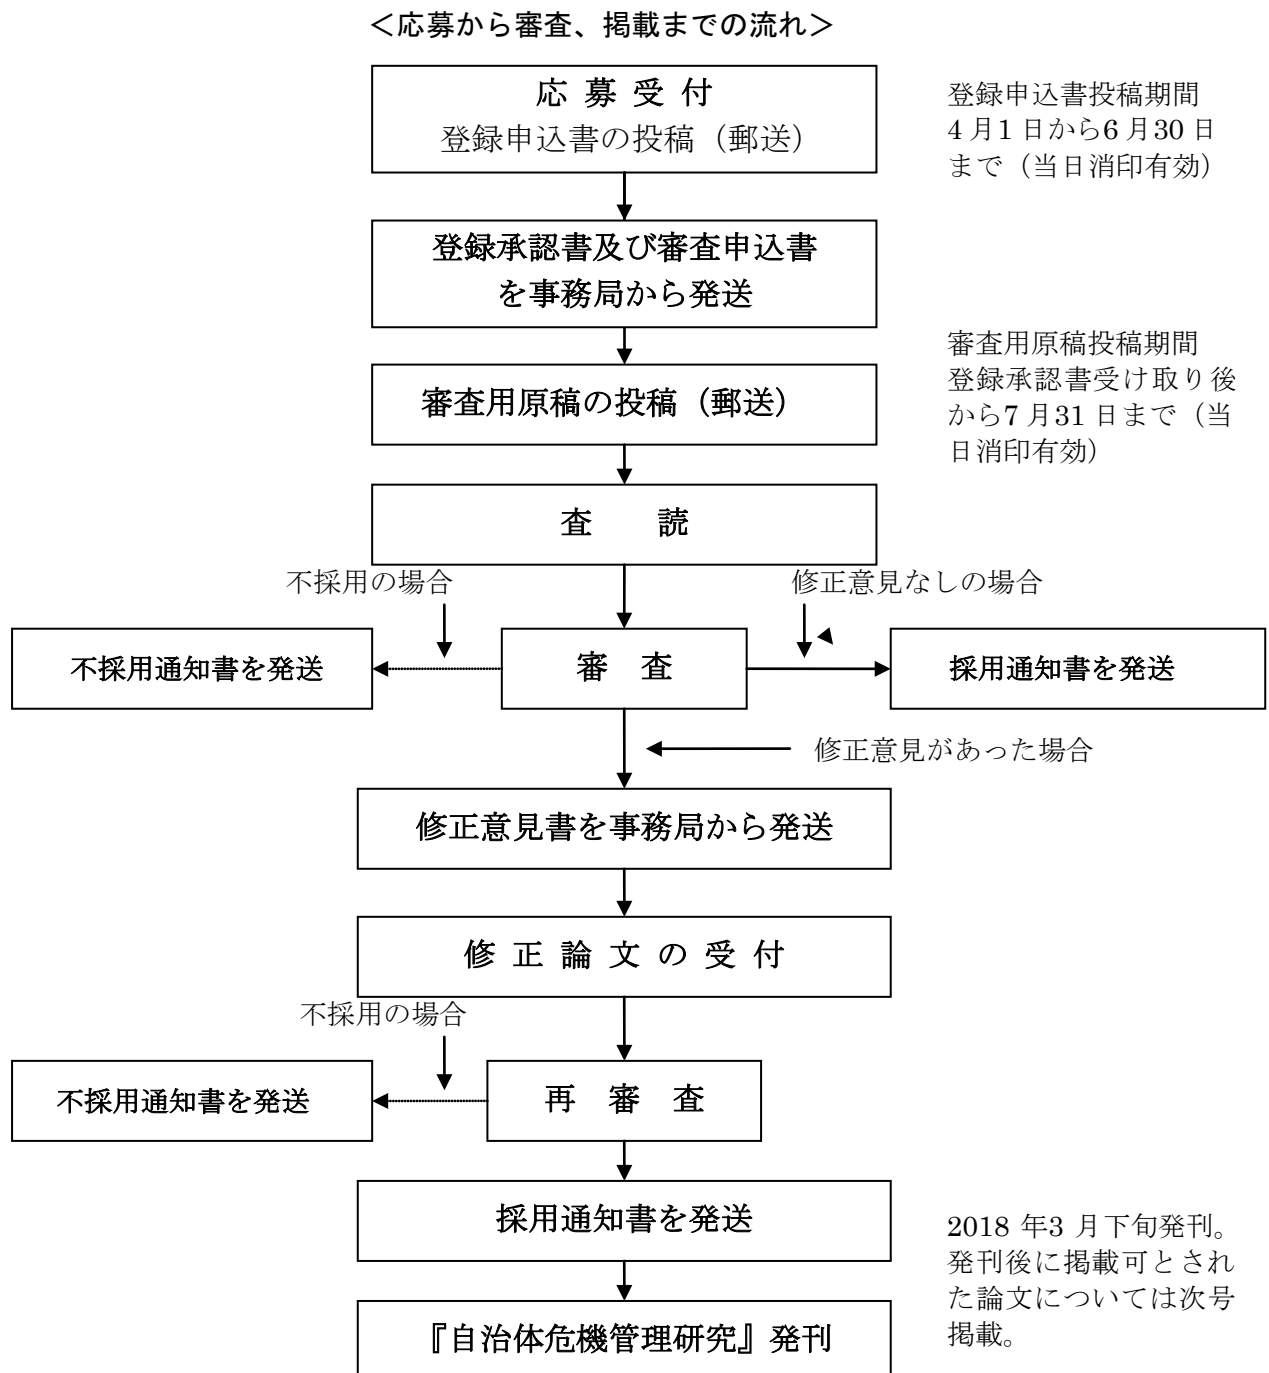 ＜応募から審査、掲載までの流れ＞
応 募 受 付
登録申込書の投稿（郵送）
登録申込書投稿期間
4 月1 日から6 月30 日
まで（当日消印有効）
登録承認書及び審査申込書
を事務局から発送
審査用原稿の投稿（郵送）
審査用原稿投稿期間
登録承認書受け取り後
から7 月31 日まで（当
日消印有効）
査　　読
不採用の場合
修正意見なしの場合
不採用通知書を発送
審　査
採用通知書を発送
修正意見があった場合
修正意見書を事務局から発送
修 正 論 文 の 受 付
不採用の場合
不採用通知書を発送
再　審　査
採用通知書を発送
2018 年3 月下旬発刊。
発刊後に掲載可とされ
た論文については次号
掲載。
『自治体危機管理研究』発刊